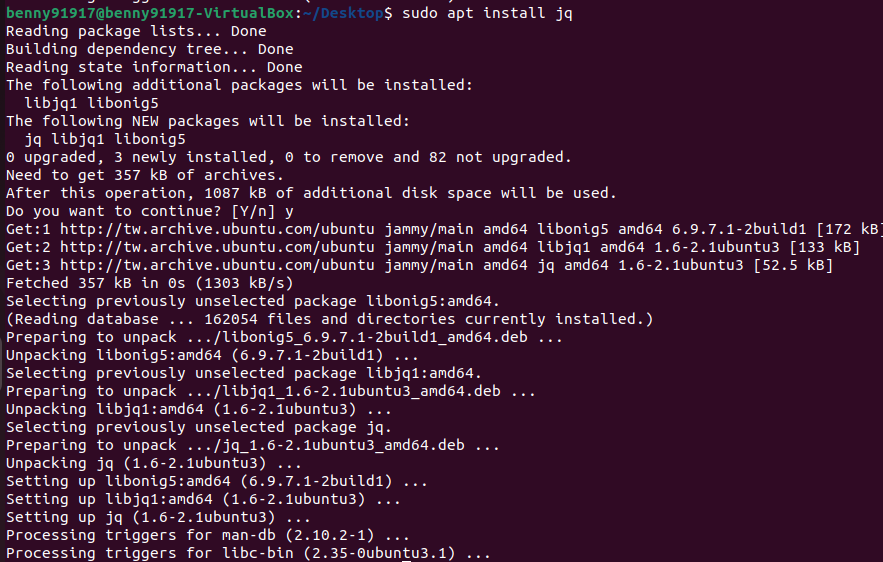 benny91917@benny91917-VirtualBox:~/Desktop$ sudo apt install jq
Reading package lists... Done
Building dependency tree... Done
Reading state information... Done
The following additional packages will be installed:
  libjq1 libonig5
The following NEW packages will be installed:
  jq libjq1 libonig5
0 upgraded, 3 newly installed, 0 to remove and 82 not upgraded.
Need to get 357 kB of archives.
After this operation, 1087 kB of additional disk space will be used.
Do you want to continue? [Y/n] y
Get:1 http://tw.archive.ubuntu.com/ubuntu jammy/main amd64 libonig5 amd64 6.9.7.1-2build1 [172 kB]
Get:2 http://tw.archive.ubuntu.com/ubuntu jammy/main amd64 libjq1 amd64 1.6-2.1ubuntu3 [133 kB]
Get:3 http://tw.archive.ubuntu.com/ubuntu jammy/main amd64 jq amd64 1.6-2.1ubuntu3 [52.5 kB]
Fetched 357 kB in 0s (1303 kB/s)
Selecting previously unselected package libonig5:amd64.
(Reading database ... 162054 files and directories currently installed.)
Preparing to unpack .../libonig5_6.9.7.1-2build1_amd64.deb ...
Unpacking libonig5:amd64 (6.9.7.1-2build1) ...
Selecting previously unselected package libjq1:amd64.
Preparing to unpack .../libjq1_1.6-2.1ubuntu3_amd64.deb ...
Unpacking libjq1:amd64 (1.6-2.1ubuntu3) ...
Selecting previously unselected package jq.
Preparing to unpack .../jq_1.6-2.1ubuntu3_amd64.deb ...
Unpacking jq (1.6-2.1ubuntu3) ...
Setting up libonig5:amd64 (6.9.7.1-2build1) ...
Setting up libjq1:amd64 (1.6-2.1ubuntu3) ...
Setting up jq (1.6-2.1ubuntu3) ...
Processing triggers for man-db (2.10.2-1) ...
Processing triggers for libc-bin (2.35-0ubuntu3.1) ...